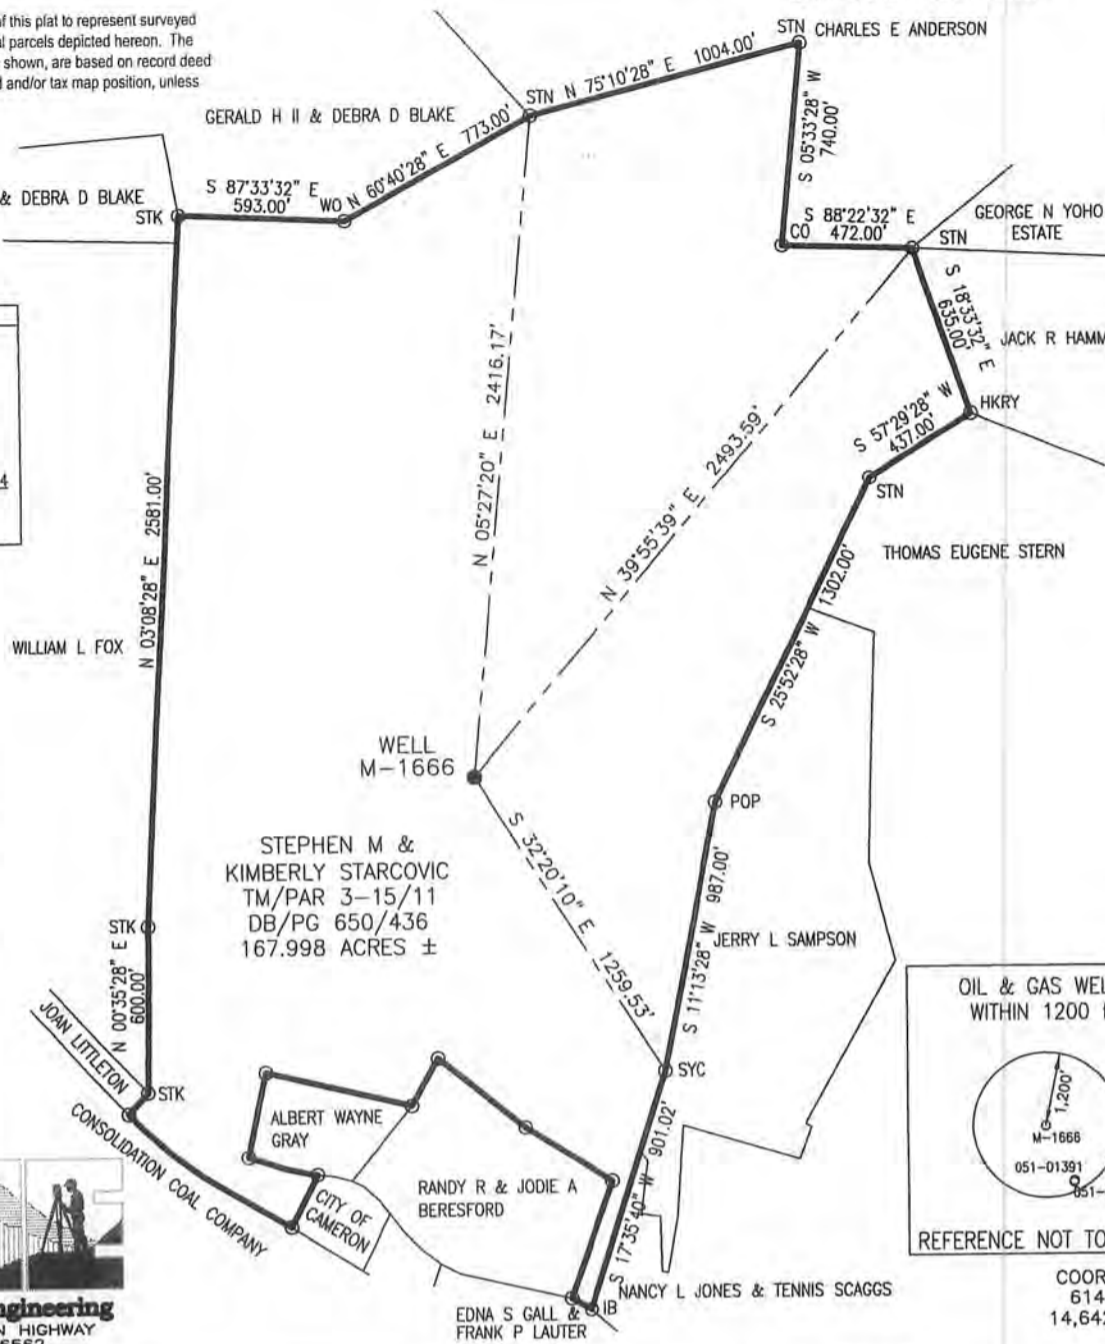 of this plat to represent surveyed
parcels depicted hereon. The
shown, are based on record deed
and/or tax map position, unless
STN CHARLES E ANDERSON
STN N 75°10'28" E 1004.00'
GERALD H II & DEBRA D BLAKE
N 60°40'28" E 773.00'
S 05°33'28" W
740.00'
& DEBRA D BLAKE
STK
S 87°33'32" E
593.00'
WO
CO
S 88°22'32" E
472.00'
STN
GEORGE N YOHO
ESTATE
S 18°33'32" E
635.00'
JACK R HAMM
HKRY
S 57°29'28" W
437.00'
STN
N 05°27'20" E 2416.17'
N 39°55'39" E 2493.59'
4
N 03°08'28" E 2581.00'
THOMAS EUGENE STERN
S 25°52'28" W 1302.00'
WILLIAM L FOX
WELL
M-1666
POP
STEPHEN M &
KIMBERLY STARCOVIC
TM/PAR 3-15/11
DB/PG 650/436
167.998 ACRES ±
S 32°20'10" E 1259.53'
S 11°13'28" W 987.00'
JERRY L SAMPSON
STK
N 00°35'28" E
600.00'
STK
JOAN LITTLETON
CONSOLIDATION COAL COMPANY
SYC
ALBERT WAYNE
GRAY
CITY OF
CAMERON
RANDY R & JODIE A
BERESFORD
S 17°35'40" W 901.02'
OIL & GAS WEL
WITHIN 1200
1,200'
M-1666
051-01391
051-
REFERENCE NOT TO
NANCY L JONES & TENNIS SCAGGS
IB
EDNA S GALL &
FRANK P LAUTER
COOR
614
14,642
ngineering
N HIGHWAY